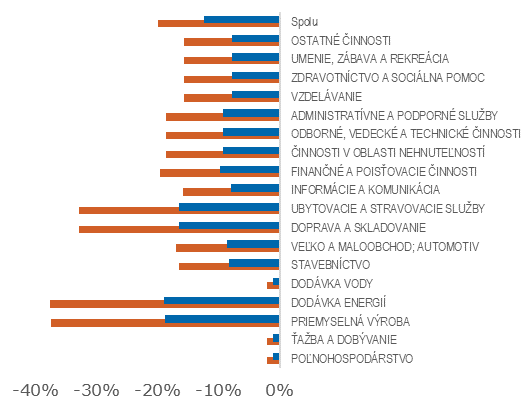 Spolu
OSTATNÉ ČINNOSTI
UMENIE, ZÁBAVA A REKREÁCIA
ZDRAVOTNÍCTVO A SOCIÁLNA POMOC
VZDELÁVANIE
ADMINISTRATÍVNE A PODPORNÉ SLUŽBY
ODBORNÉ, VEDECKÉ A TECHNICKÉ ČINNOSTI
ČINNOSTI V OBLASTI NEHNUTEĽNOSTÍ
FINANČNÉ A POISŤOVACIE ČINNOSTI
INFORMÁCIE A KOMUNIKÁCIA
UBYTOVACIE A STRAVOVACIE SLUŽBY
DOPRAVA A SKLADOVANIE
VEĽKO A MALOOBCHOD; AUTOMOTIV
STAVEBNÍCTVO
DODÁVKA VODY
DODÁVKA ENERGIÍ
PRIEMYSELNÁ VÝROBA
ŤAŽBA A DOBÝVANIE
POĽNOHOSPODÁRSTVO
-40% -30% -20% -10% 0%